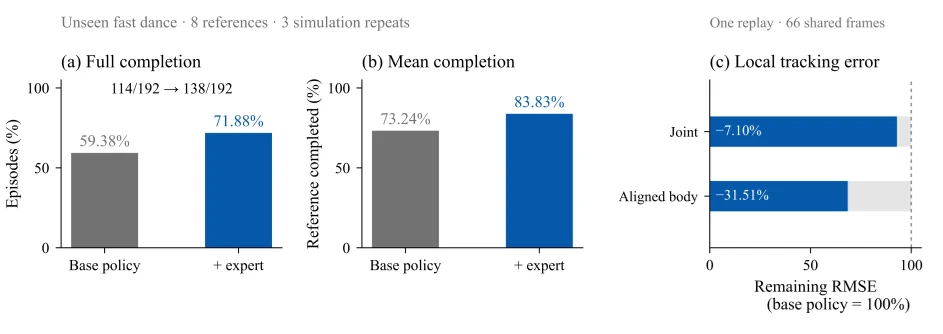 Unseen fast dance · 8 references · 3 simulation repeats
One replay · 66 shared frames
(a) Full completion
114/192 → 138/192
100
50
0
Episodes (%)
59.38%
71.88%
Base policy
+ expert
(b) Mean completion
100
50
0
Reference completed (%)
73.24%
83.83%
Base policy
+ expert
(c) Local tracking error
Joint
−7.10%
Aligned body
−31.51%
0
50
100
Remaining RMSE
(base policy = 100%)